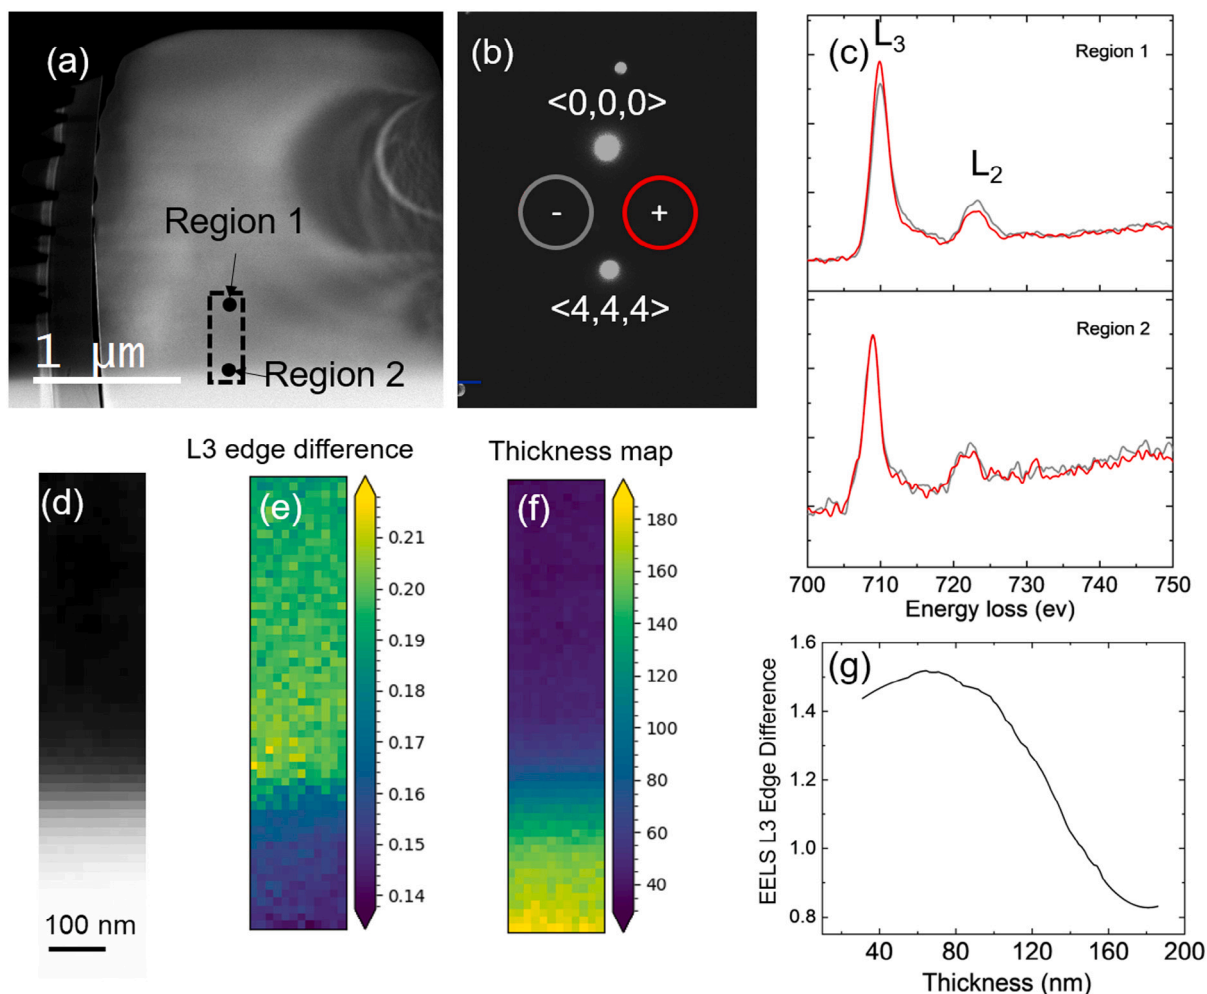 (a)
Region 1
1 μm
Region 2
(b)
<0,0,0>
- +
<4,4,4>
(c)
L3
L2
Region 1
Region 2
700 710 720 730 740 750
Energy loss (ev)
(d)
100 nm
L3 edge difference
(e)
0.21
0.20
0.19
0.18
0.17
0.16
0.15
0.14
Thickness map
(f)
180
160
140
120
100
80
60
40
(g)
EELS L3 Edge Difference
1.6
1.4
1.2
1.0
0.8
40 80 120 160 200
Thickness (nm)